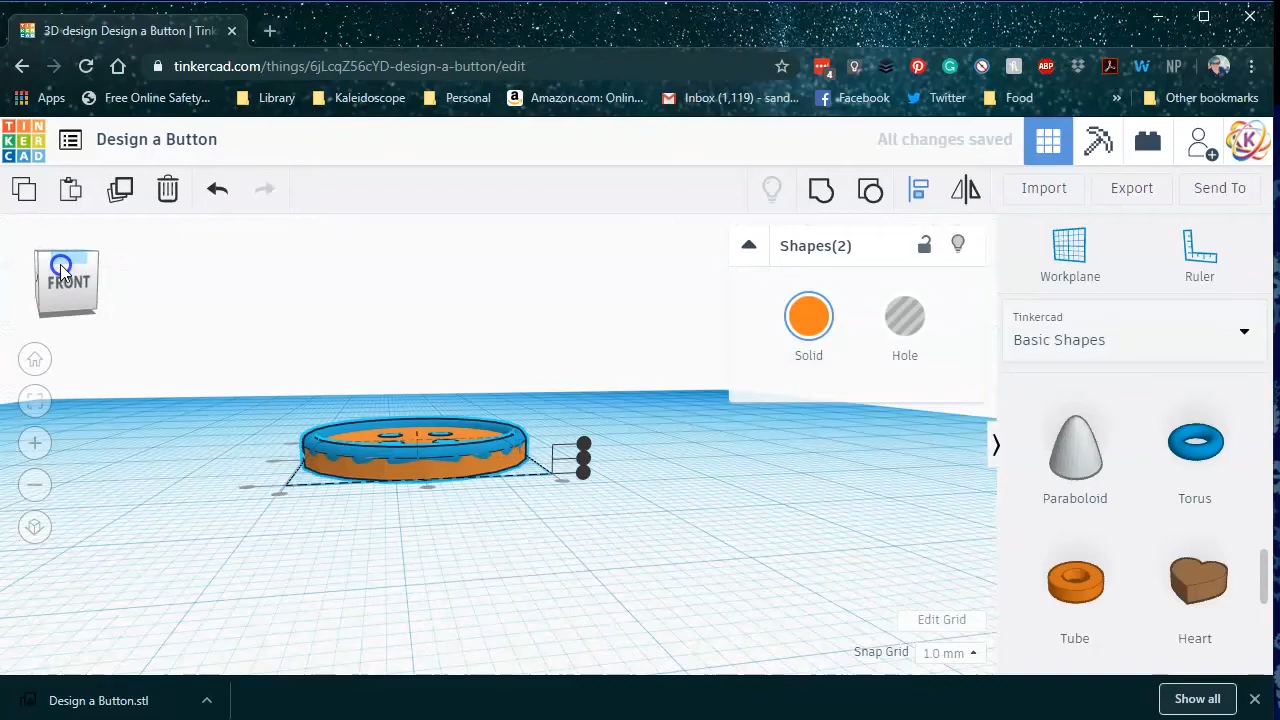 3D design Design a Button | Tink
tinkercad.com/things/6jLcqZ56cYD-design-a-button/edit
4
ABP
W
NP
Apps
Free Online Safety...
Library
Kaleidoscope
Personal
Amazon.com: Onlin...
Inbox (1,119) - sand...
Facebook
Twitter
Food
»
Other bookmarks
TIN
KER
CAD
Design a Button
All changes saved
K
Import
Export
Send To
FRONT
Shapes(2)
Solid
Hole
Workplane
Ruler
Tinkercad
Basic Shapes
Paraboloid
Torus
Tube
Heart
Edit Grid
Snap Grid
1.0 mm
Design a Button.stl
Show all